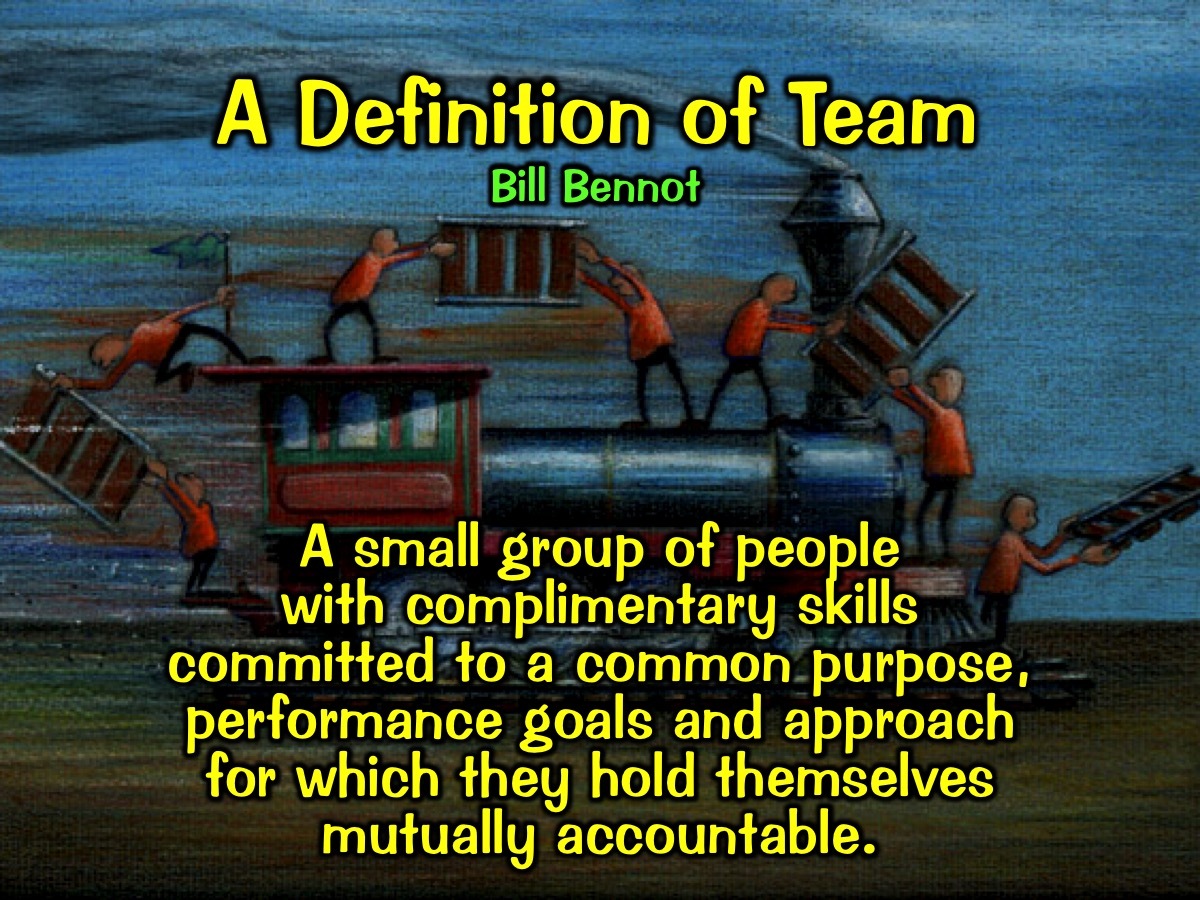 A Definition of Team
Bill Bennot
A small group of people
with complimentary skills
committed to a common purpose,
performance goals and approach
for which they hold themselves
mutually accountable.